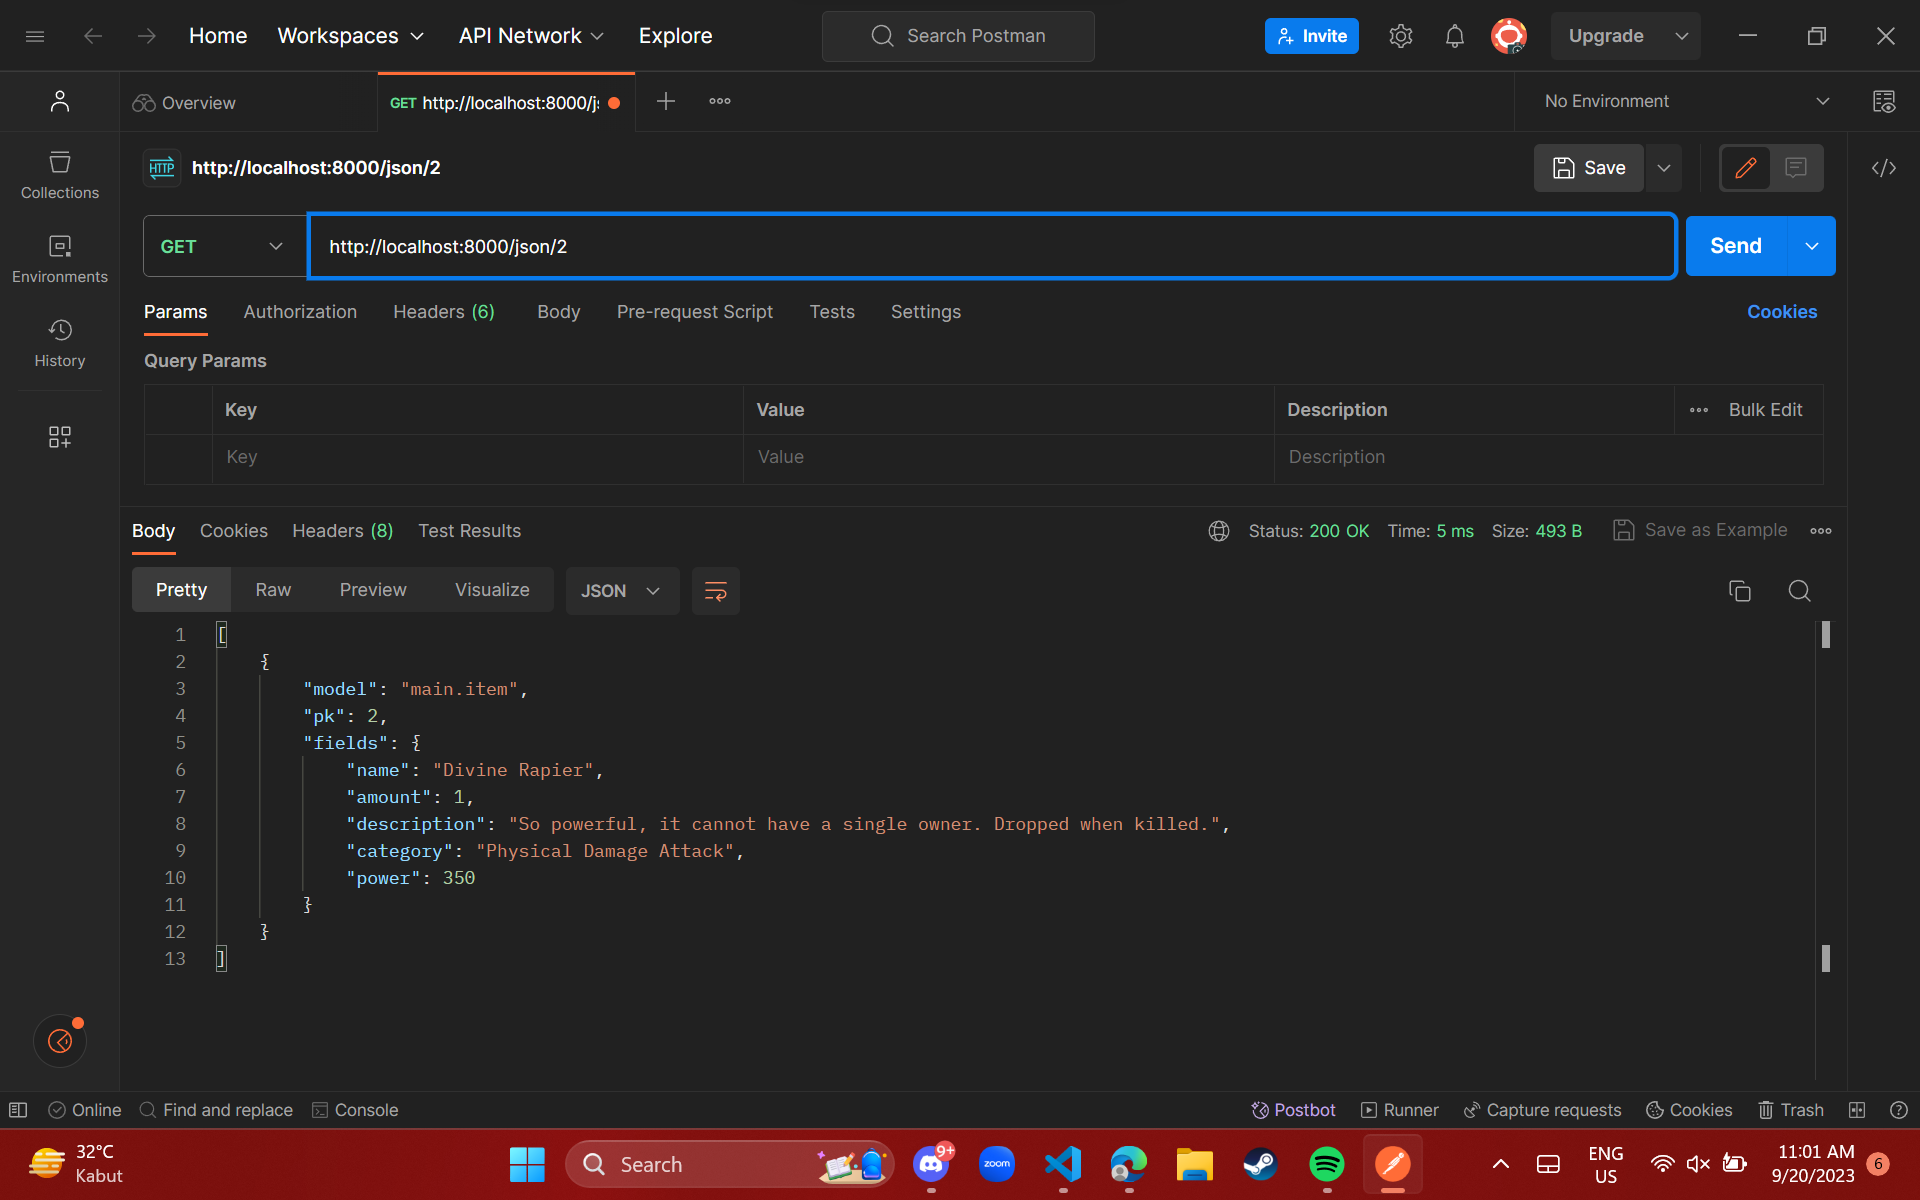 Home Workspaces API Network Explore Search Postman Invite Upgrade
Overview GET http://localhost:8000/j No Environment
HTTP http://localhost:8000/json/2 Save
GET http://localhost:8000/json/2 Send
Params Authorization Headers (6) Body Pre-request Script Tests Settings Cookies
Query Params
Key Value Description Bulk Edit
Key Value Description
Collections
Environments
History
Body Cookies Headers (8) Test Results Status: 200 OK Time: 5 ms Size: 493 B Save as Example
Pretty Raw Preview Visualize JSON
1 [
2 {
3 "model": "main.item",
4 "pk": 2,
5 "fields": {
6 "name": "Divine Rapier",
7 "amount": 1,
8 "description": "So powerful, it cannot have a single owner. Dropped when killed.",
9 "category": "Physical Damage Attack",
10 "power": 350
11 }
12 }
13 ]
Online Find and replace Console Postbot Runner Capture requests Cookies Trash
32°C
Kabut
Search
9+
zoom
ENG
US
11:01 AM
9/20/2023
6